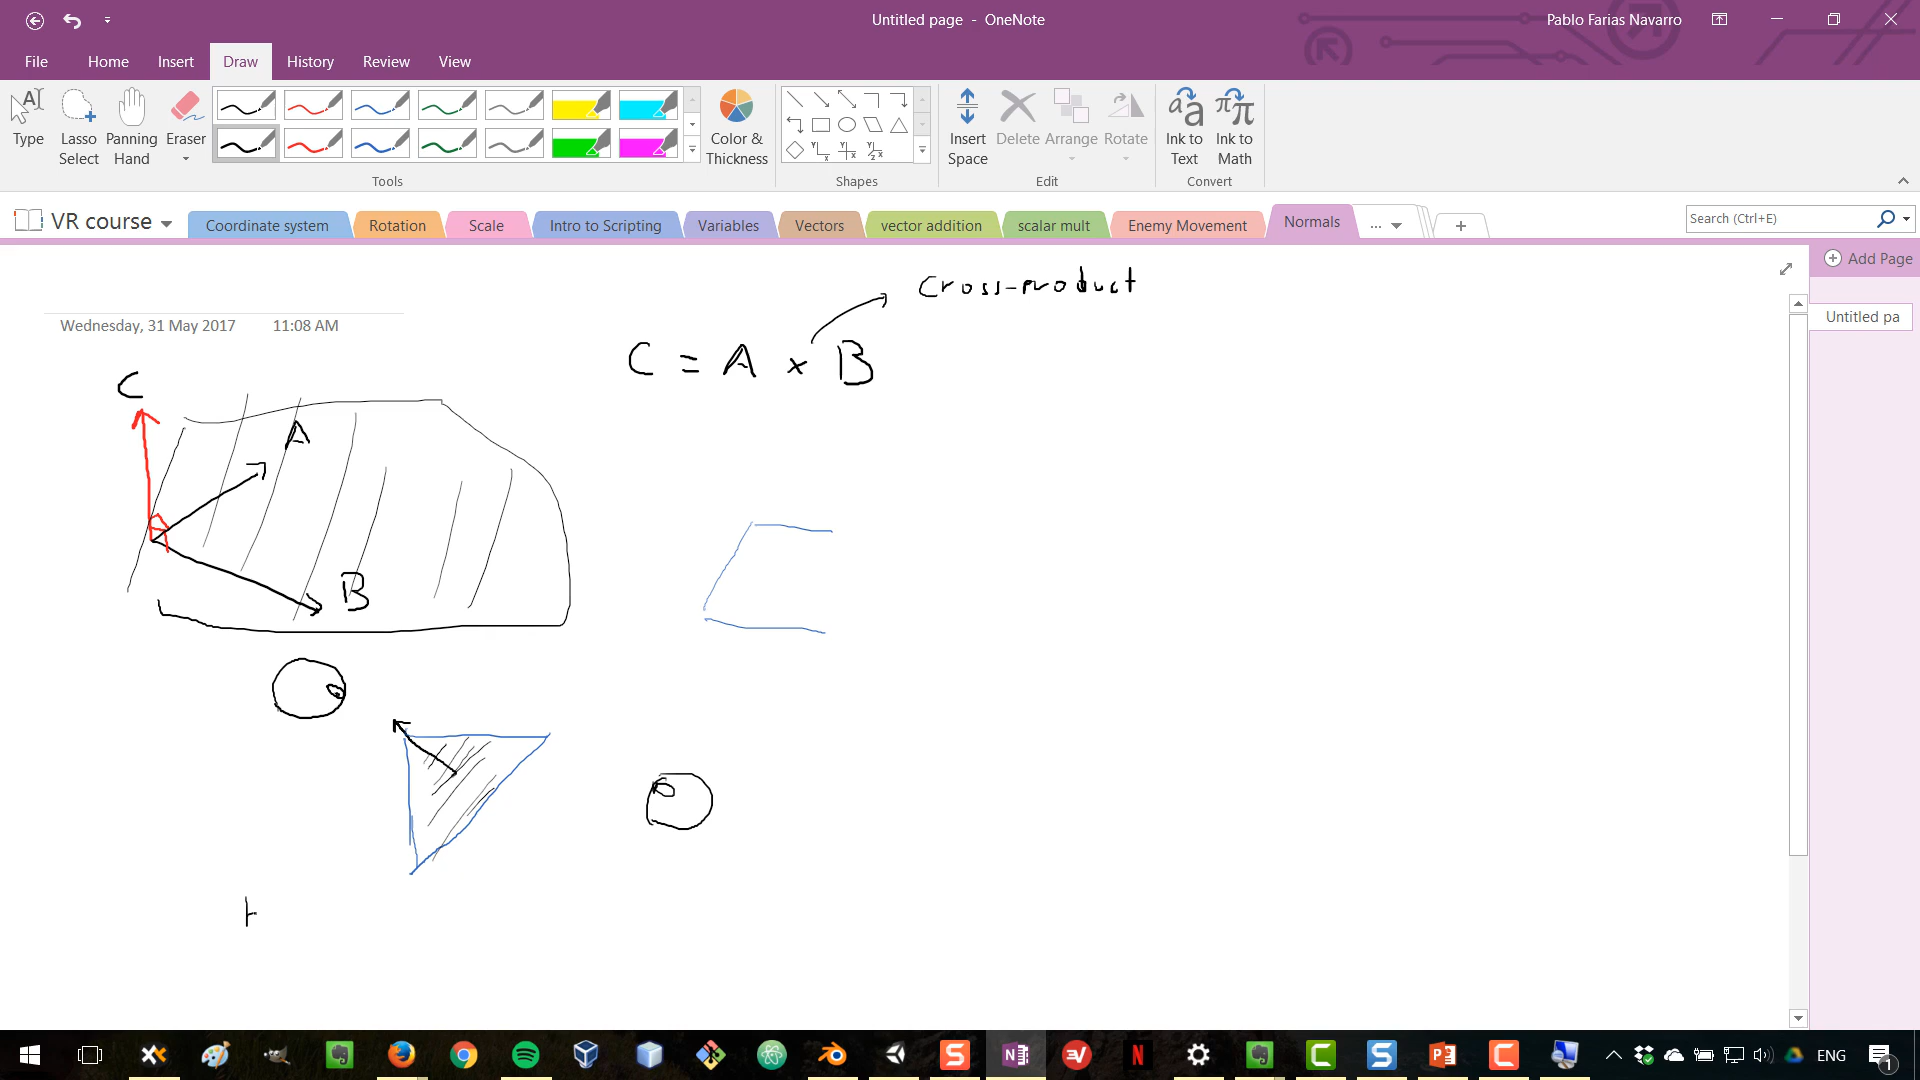 Untitled page - OneNote
Pablo Farias Navarro
File Home Insert Draw History Review View
Type
Lasso Select
Panning Hand
Eraser
Color & Thickness
Insert Space
Delete
Arrange
Rotate
Ink to Text
Ink to Math
Tools
Shapes
Edit
Convert
VR course
Coordinate system
Rotation
Scale
Intro to Scripting
Variables
Vectors
vector addition
scalar mult
Enemy Movement
Normals
...
Search (Ctrl+E)
Add Page
Untitled pa
Wednesday, 31 May 2017 11:08 AM
Cross-product
C = A × B
C
A
B
ENG
1